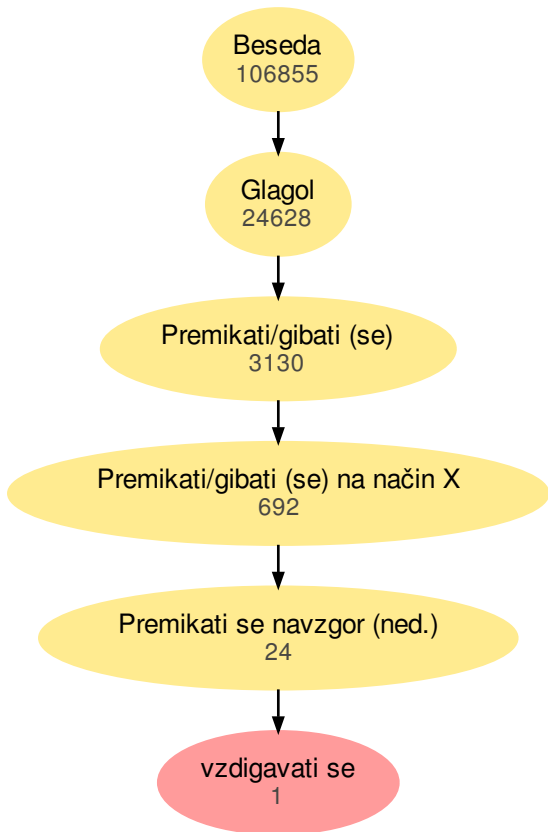 Beseda
106855
Glagol
24628
Premikati/gibati (se)
3130
Premikati/gibati (se) na način X
692
Premikati se navzgor (ned.)
24
vzdigavati se
1